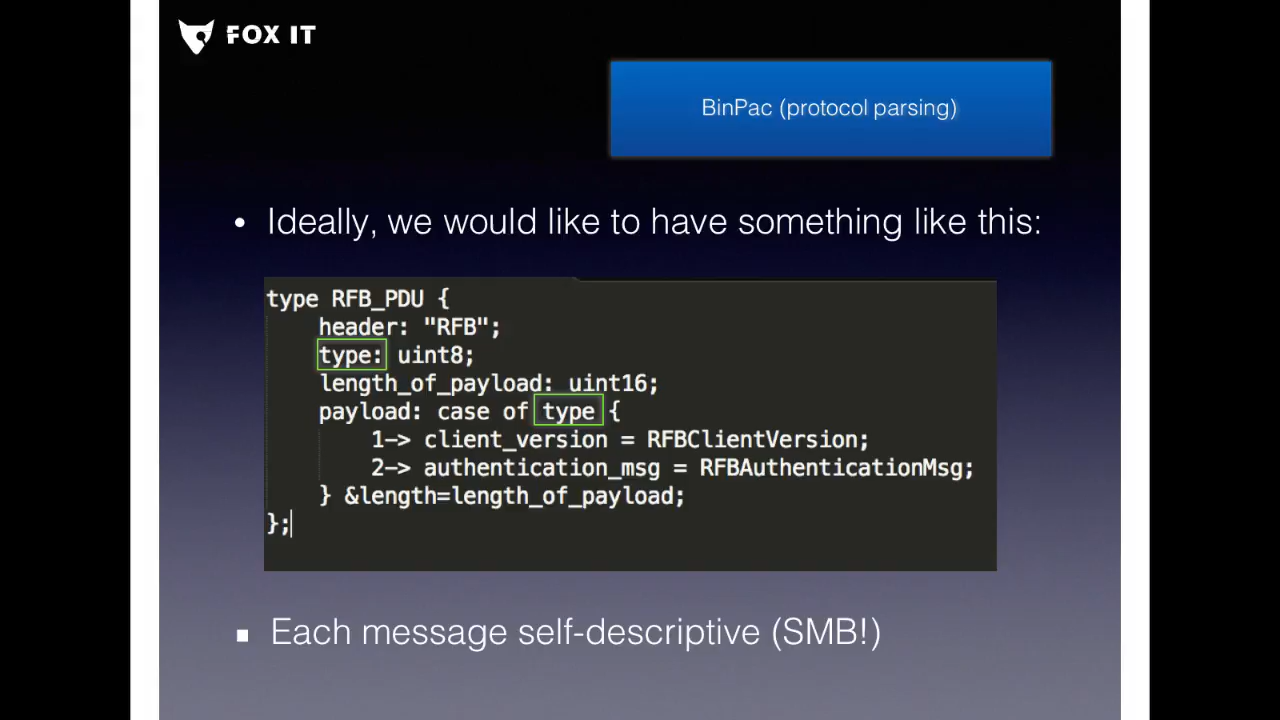 FOX IT
BinPac (protocol parsing)
• Ideally, we would like to have something like this:
type RFB_PDU {
    header: "RFB";
    type: uint8;
    length_of_payload: uint16;
    payload: case of type {
        1-> client_version = RFBClientVersion;
        2-> authentication_msg = RFBAuthenticationMsg;
    } &length=length_of_payload;
};
▪ Each message self-descriptive (SMB!)